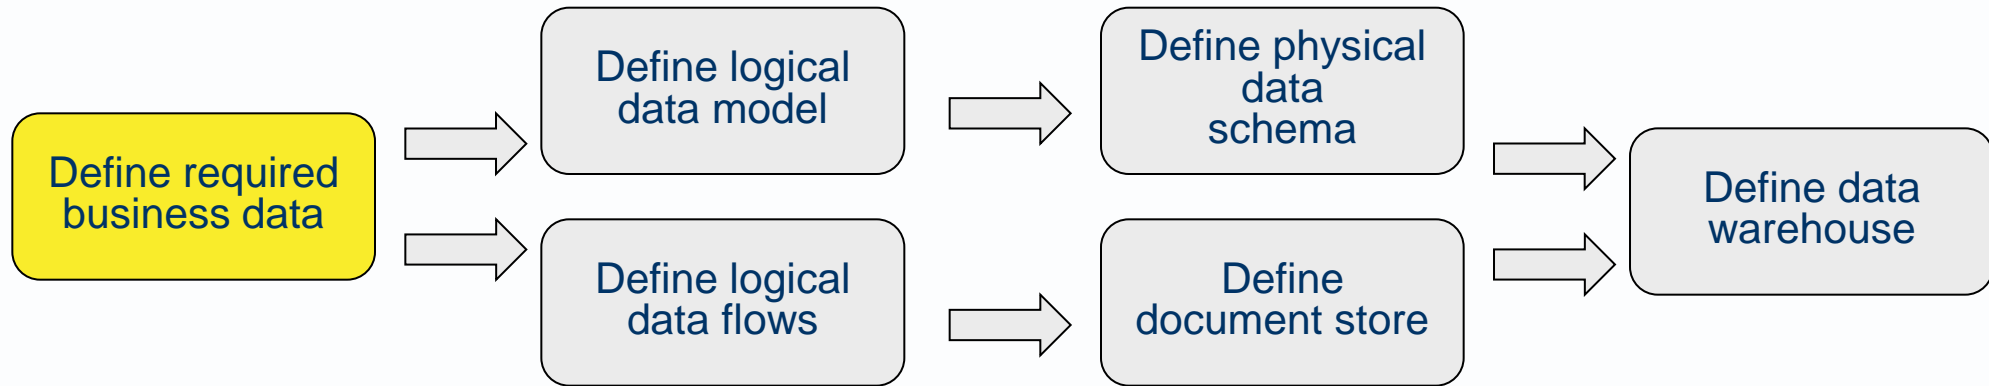 Define required
business data
Define logical
data model
Define logical
data flows
Define physical
data
schema
Define
document store
Define data
warehouse